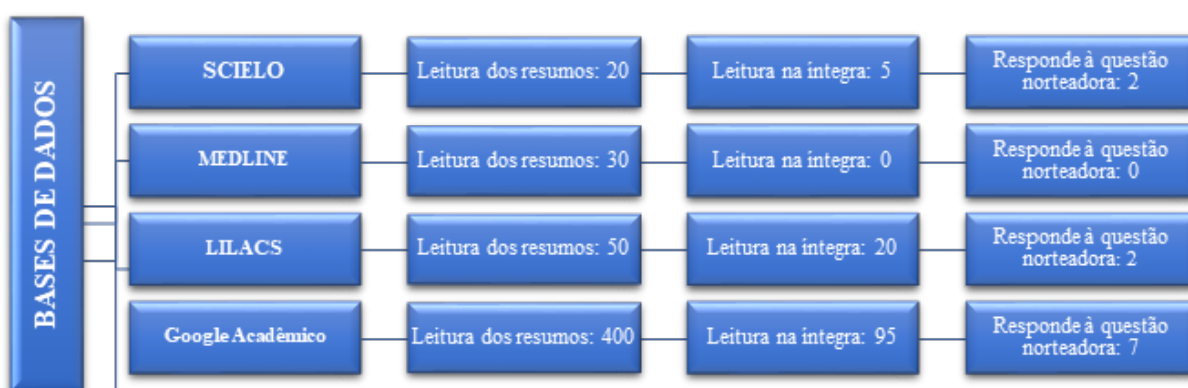 BASES DE DADOS
SCIELO
Leitura dos resumos: 20
Leitura na íntegra: 5
Responde à questão
norteadora: 2
MEDLINE
Leitura dos resumos: 30
Leitura na íntegra: 0
Responde à questão
norteadora: 0
LILACS
Leitura dos resumos: 50
Leitura na íntegra: 20
Responde à questão
norteadora: 2
Google Acadêmico
Leitura dos resumos: 400
Leitura na íntegra: 95
Responde à questão
norteadora: 7